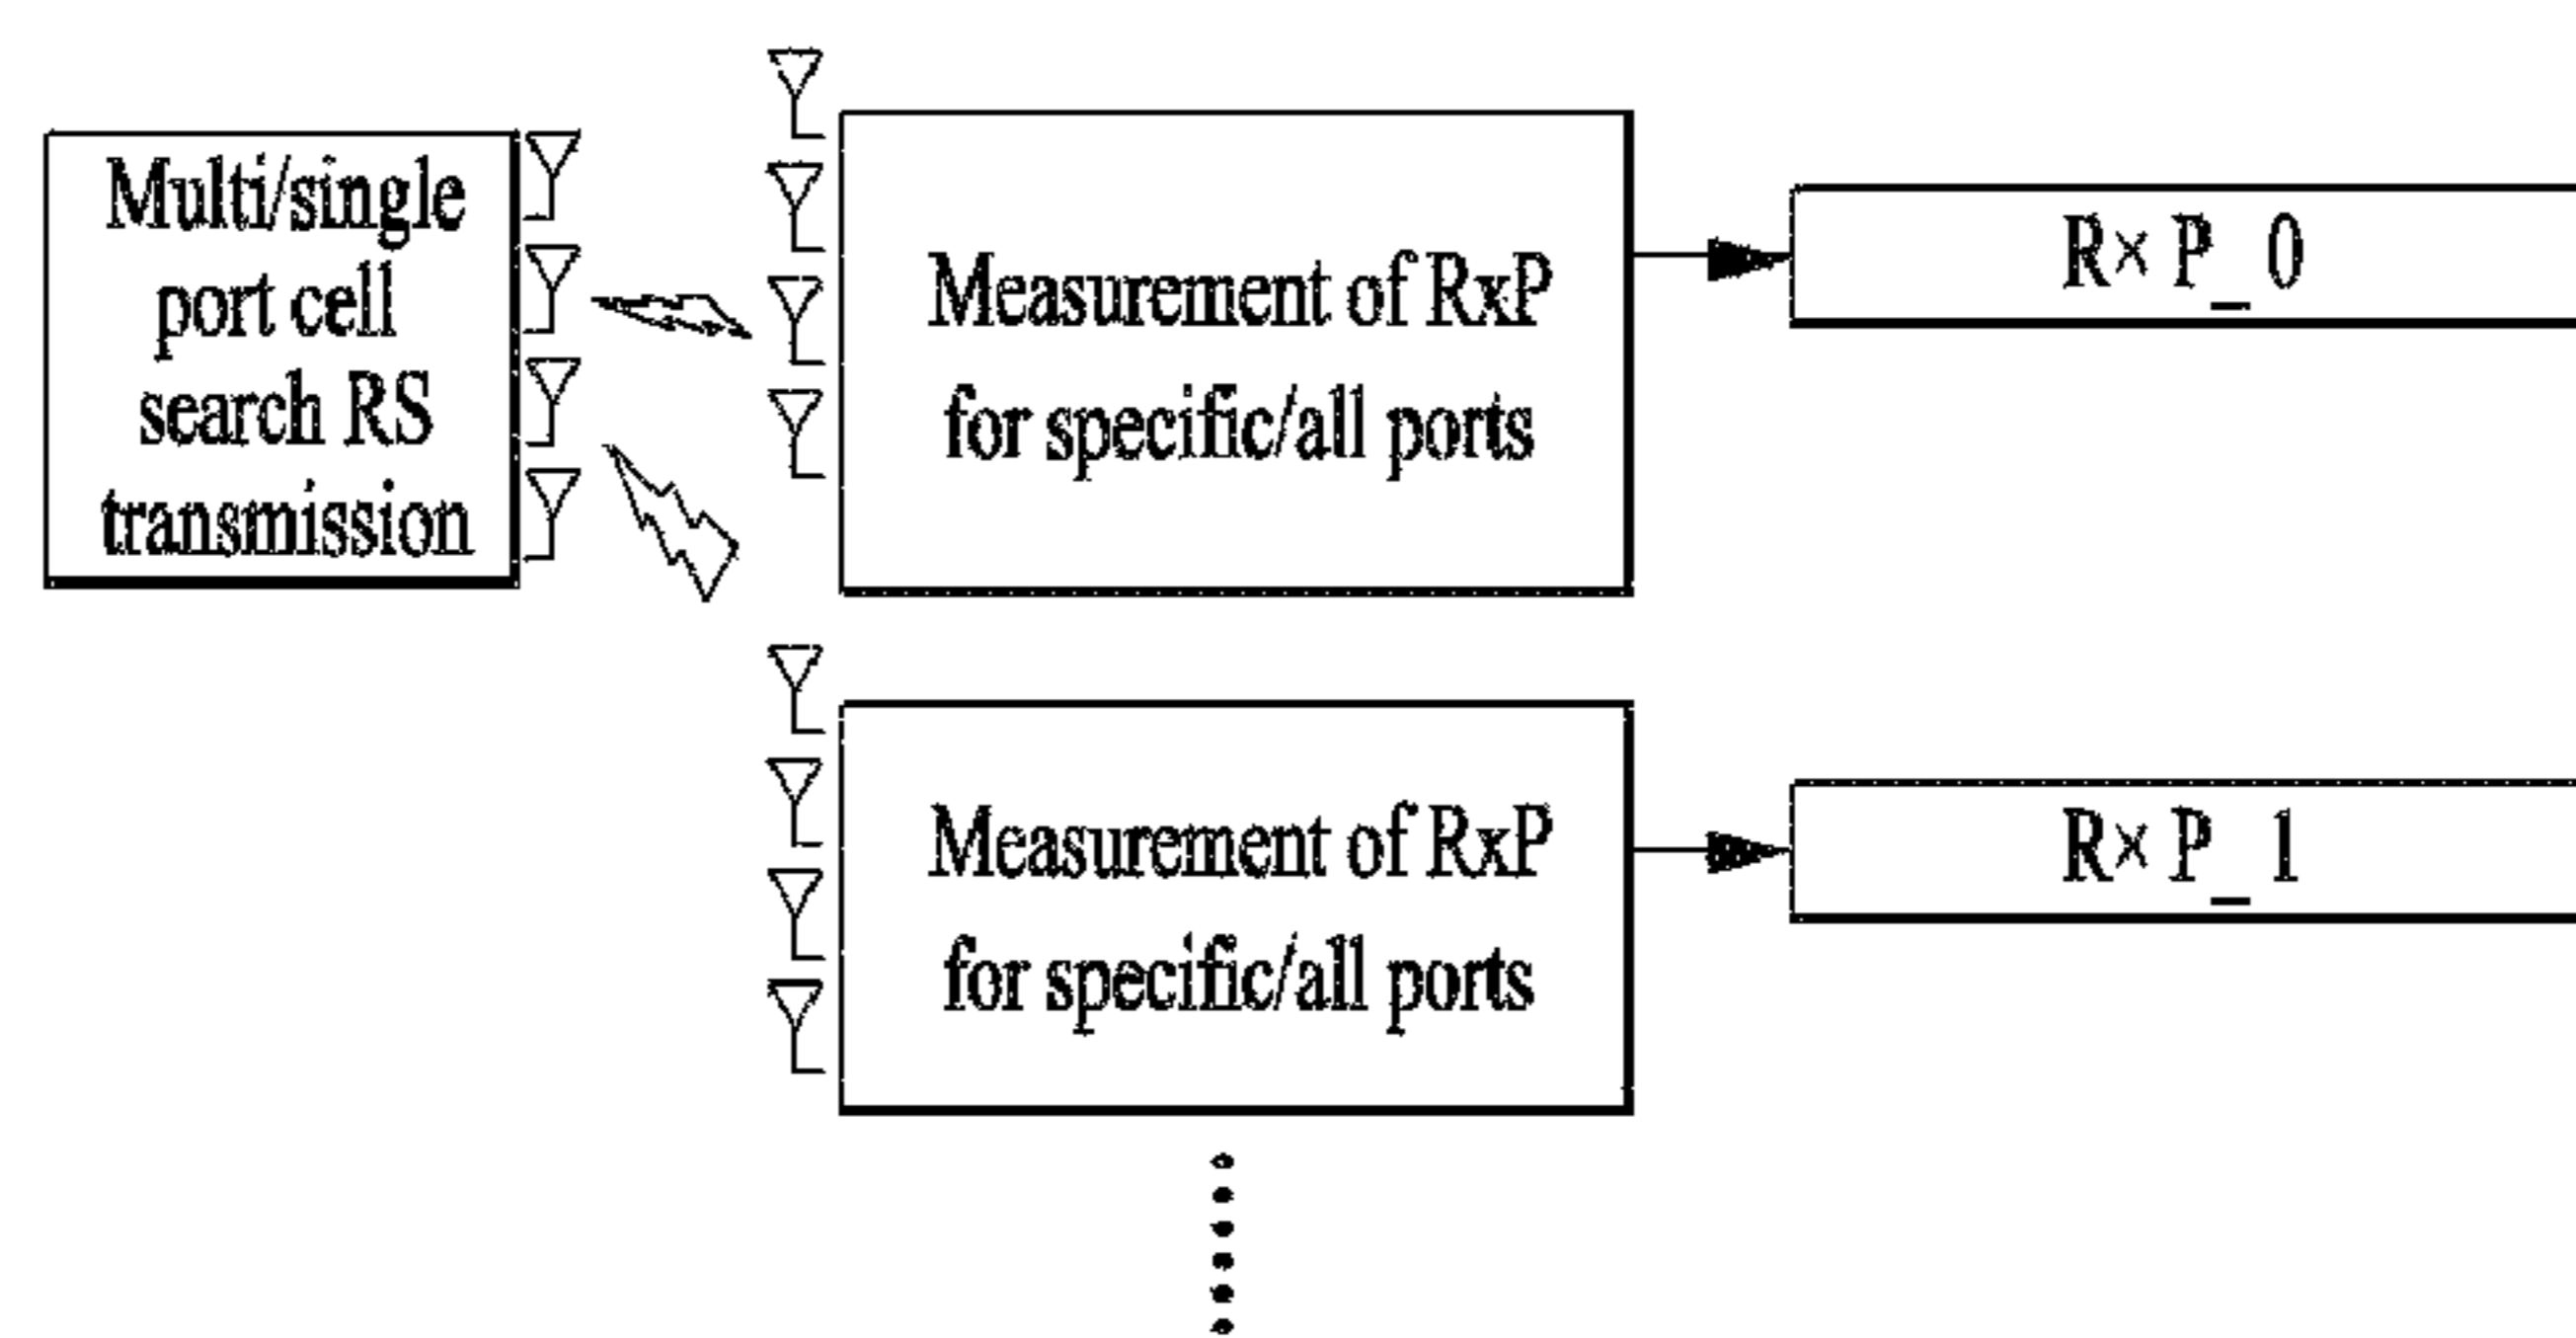 Multi/single
port cell
search RS
transmission
Measurement of RxP
for specific/all ports
R× P_0
Measurement of RxP
for specific/all ports
R× P_1